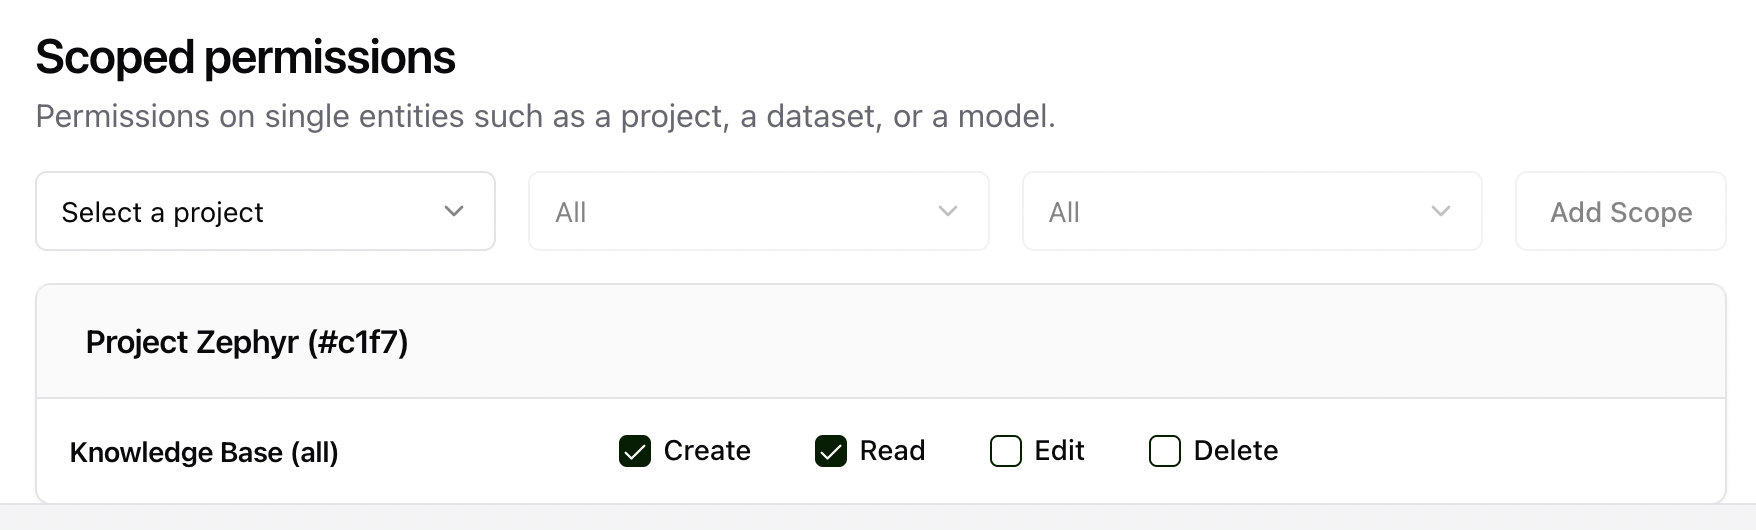 Scoped permissions
Permissions on single entities such as a project, a dataset, or a model.
Select a project All All Add Scope
Project Zephyr (#c1f7)
Knowledge Base (all) Create Read Edit Delete